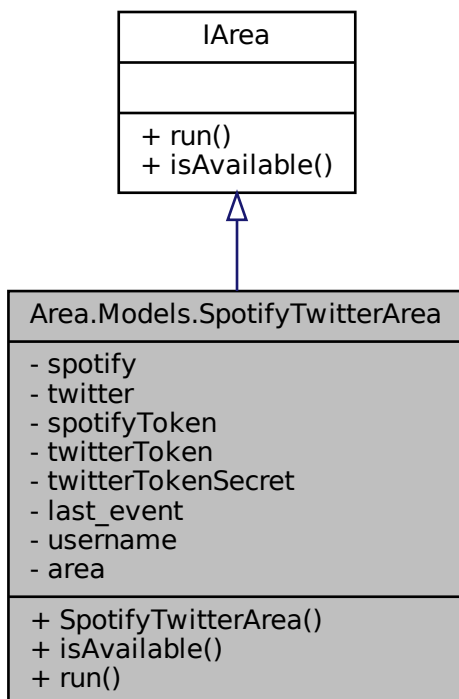 IArea
+ run()
+ isAvailable()
Area.Models.SpotifyTwitterArea
- spotify
- twitter
- spotifyToken
- twitterToken
- twitterTokenSecret
- last_event
- username
- area
+ SpotifyTwitterArea()
+ isAvailable()
+ run()